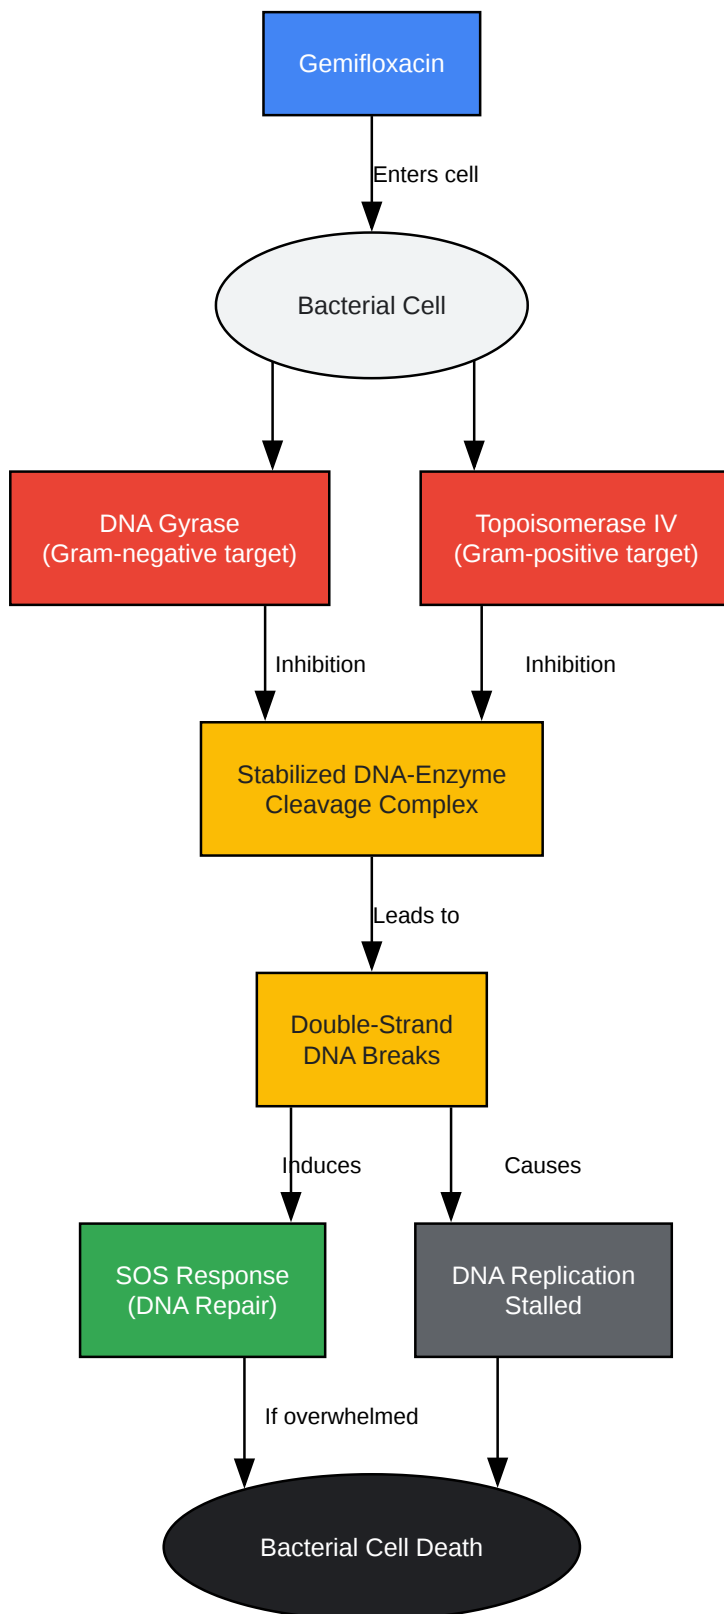 Gemifloxacin
Enters cell
Bacterial Cell
DNA Gyrase
(Gram-negative target)
Topoisomerase IV
(Gram-positive target)
Inhibition
Inhibition
Stabilized DNA-Enzyme
Cleavage Complex
Leads to
Double-Strand
DNA Breaks
Induces
Causes
SOS Response
(DNA Repair)
DNA Replication
Stalled
If overwhelmed
Bacterial Cell Death